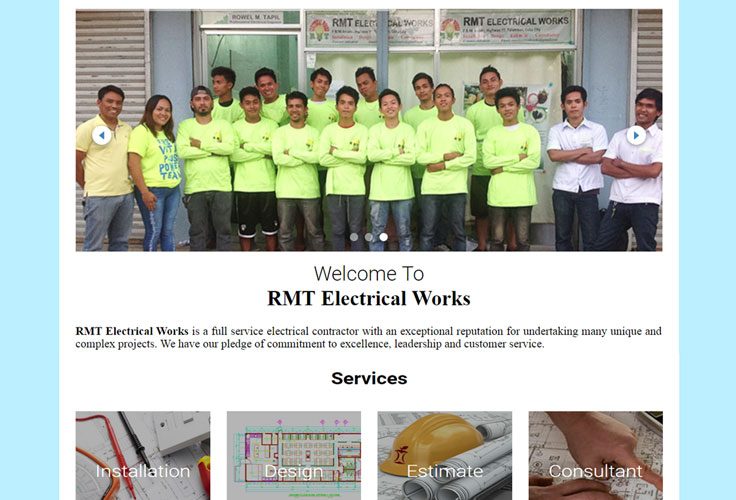 ROWEL M. TAPIL
RMT ELECTRICAL WORKS
RMT ELECTRICAL WORKS
Welcome To
RMT Electrical Works
RMT Electrical Works is a full service electrical contractor with an exceptional reputation for undertaking many unique and
complex projects. We have our pledge of commitment to excellence, leadership and customer service.
Services
Installation
Design
Estimate
Consultant